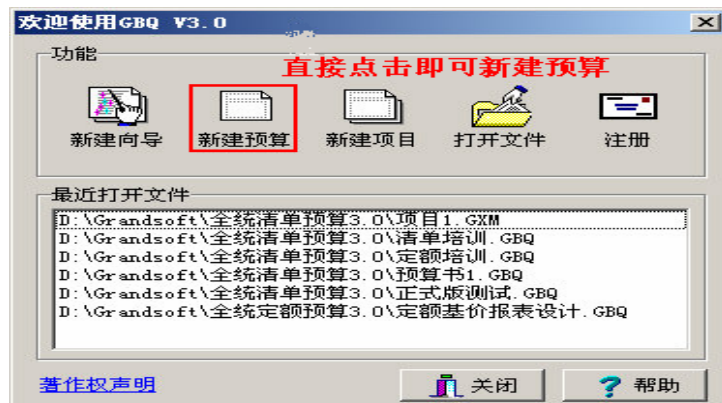 欢迎使用GBQ V3.0
功能
直接点击即可新建预算
新建向导 新建预算 新建项目 打开文件 注册
最近打开文件
D:\Grandsoft\全统清单预算3.0\项目1.GXM
D:\Grandsoft\全统清单预算3.0\清单培训.GBQ
D:\Grandsoft\全统清单预算3.0\定额培训.GBQ
D:\Grandsoft\全统清单预算3.0\预算书1.GBQ
D:\Grandsoft\全统清单预算3.0\正式版测试.GBQ
D:\Grandsoft\全统定额预算3.0\定额基价报表设计.GBQ
著作权声明 关闭 帮助